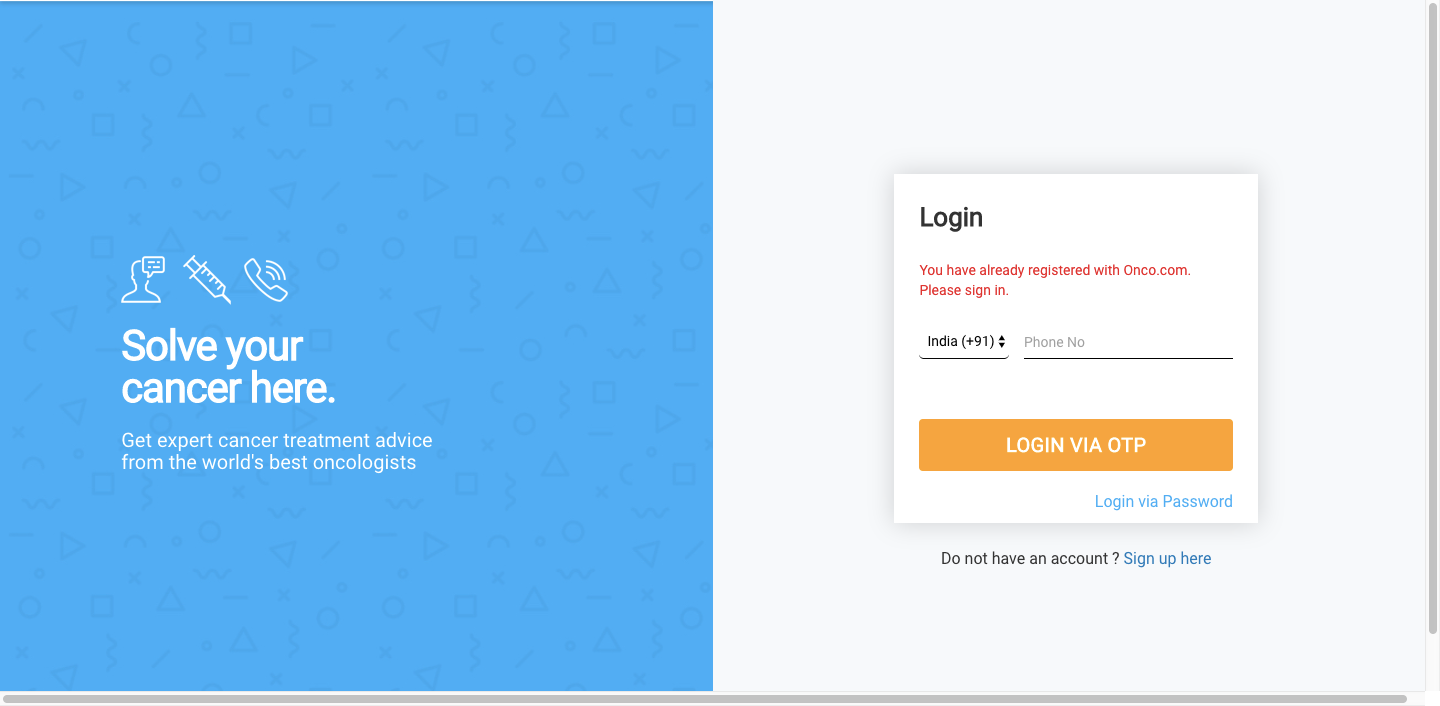 Solve your
cancer here.
Get expert cancer treatment advice
from the world's best oncologists
Login
You have already registered with Onco.com.
Please sign in.
India (+91)
Phone No
LOGIN VIA OTP
Login via Password
Do not have an account ? Sign up here